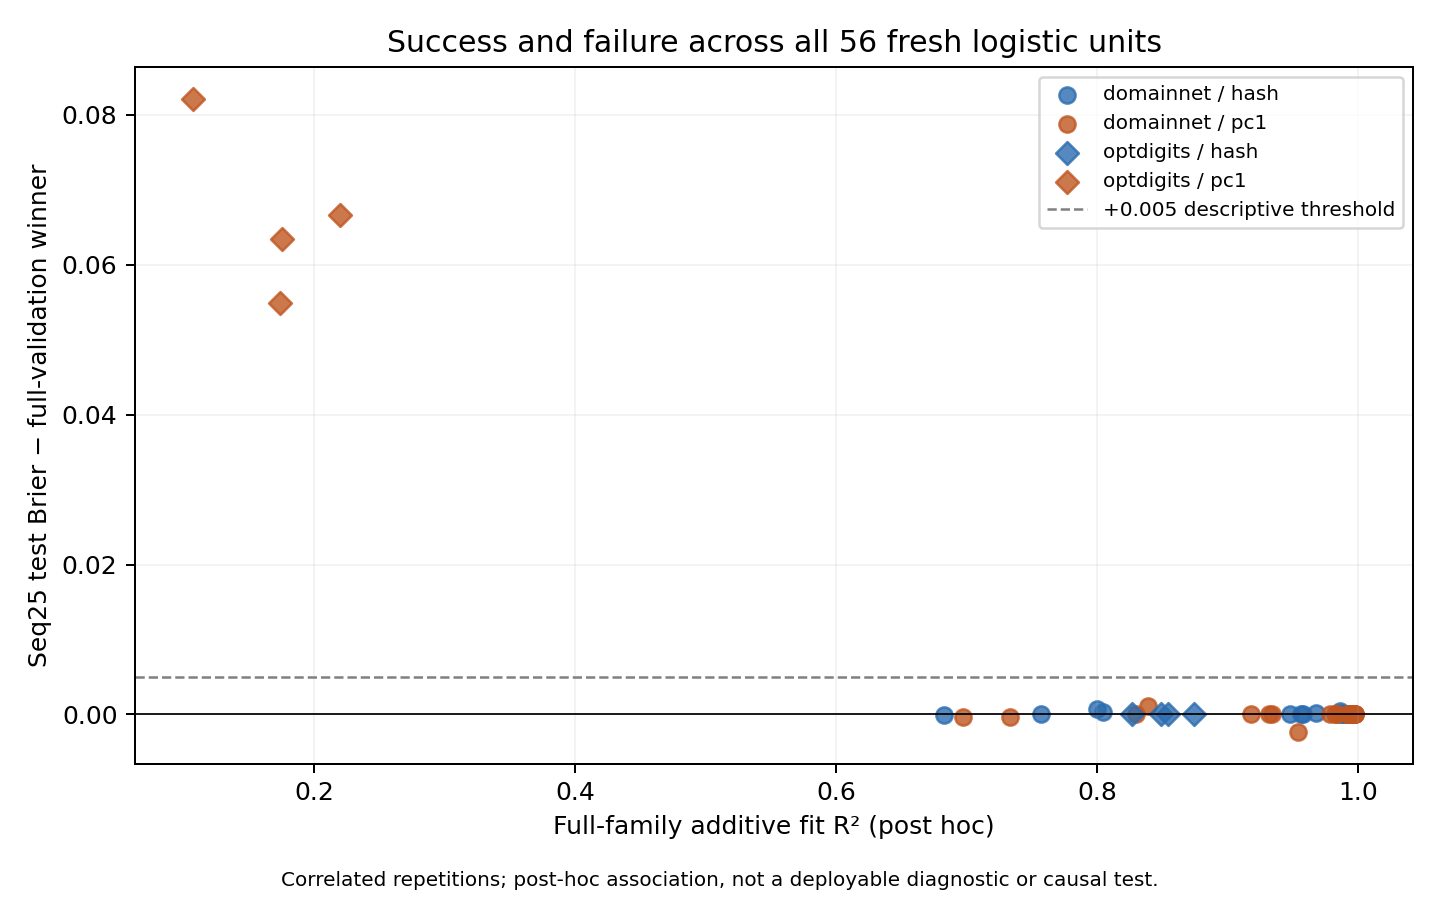 Success and failure across all 56 fresh logistic units
domainnet / hash
domainnet / pc1
optdigits / hash
optdigits / pc1
+0.005 descriptive threshold
Seq25 test Brier − full-validation winner
0.08
0.06
0.04
0.02
0.00
0.2 0.4 0.6 0.8 1.0
Full-family additive fit R² (post hoc)
Correlated repetitions; post-hoc association, not a deployable diagnostic or causal test.